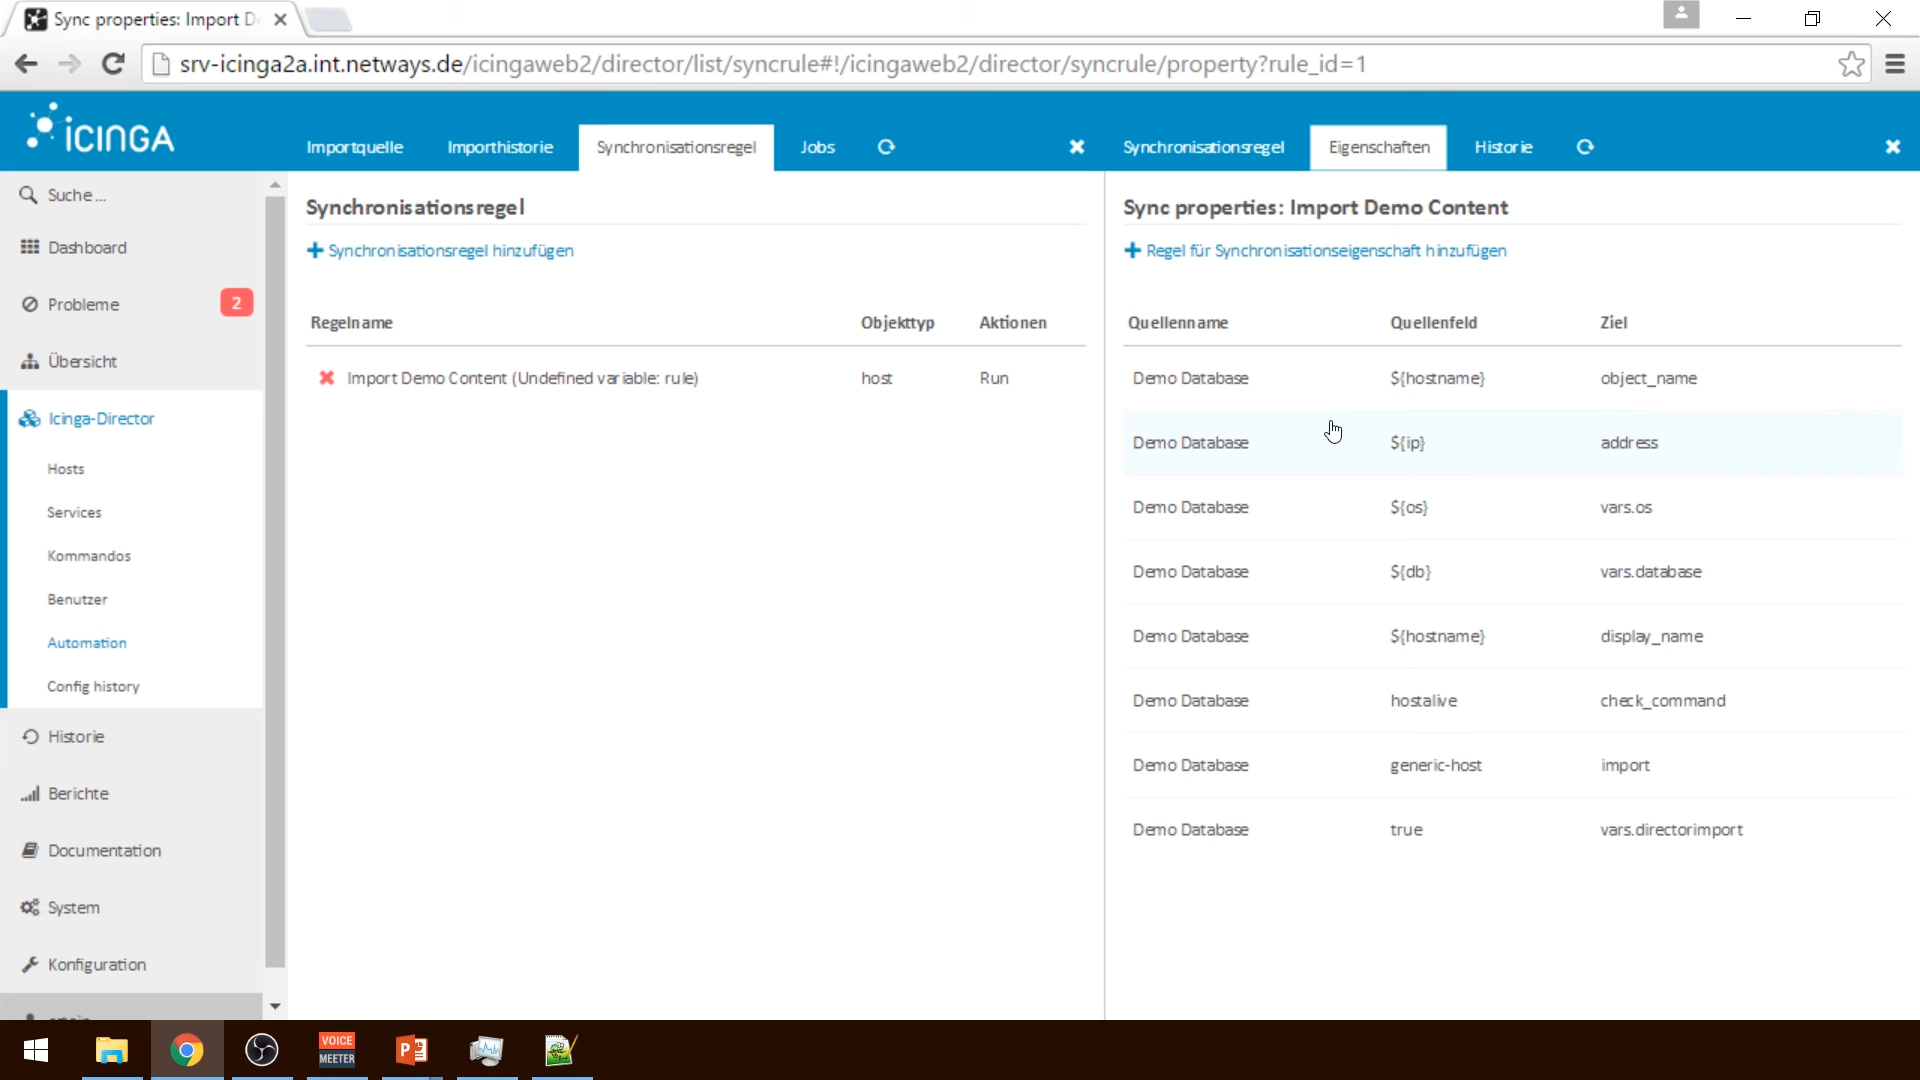 Sync properties: Import D
srv-icinga2a.int.netways.de/icingaweb2/director/list/syncrule#!/icingaweb2/director/syncrule/property?rule_id=1
icinga
Importquelle
Importhistorie
Synchronisationsregel
Jobs
Synchronisationsregel
Eigenschaften
Historie
Suche ...
Dashboard
Probleme
2
Übersicht
Icinga-Director
Hosts
Services
Kommandos
Benutzer
Automation
Config history
Historie
Berichte
Documentation
System
Konfiguration
Synchronisationsregel
Synchronisationsregel hinzufügen
Regelname Objekttyp Aktionen
Import Demo Content (Undefined variable: rule) host Run
Sync properties: Import Demo Content
Regel für Synchronisationseigenschaft hinzufügen
Quellenname Quellenfeld Ziel
Demo Database ${hostname} object_name
Demo Database ${ip} address
Demo Database ${os} vars.os
Demo Database ${db} vars.database
Demo Database ${hostname} display_name
Demo Database hostalive check_command
Demo Database generic-host import
Demo Database true vars.directorimport
VOICE
MEETER